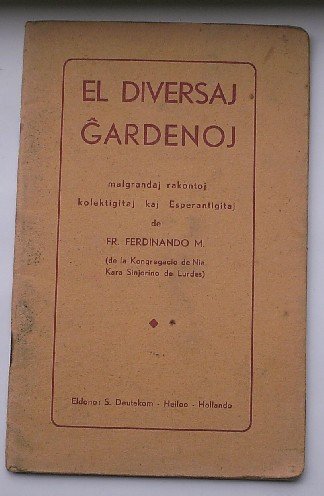 EL DIVERSAJ
ĜARDENOJ
malgrandaj rakontoj
kolektigitaj kaj Esperantigitaj
de
FR. FERDINANDO M.
(de la Kongregacio de Nia
Kara Sinjorino de Lurdes)
Eldono: S. Deutekom - Heiloo - Hollando